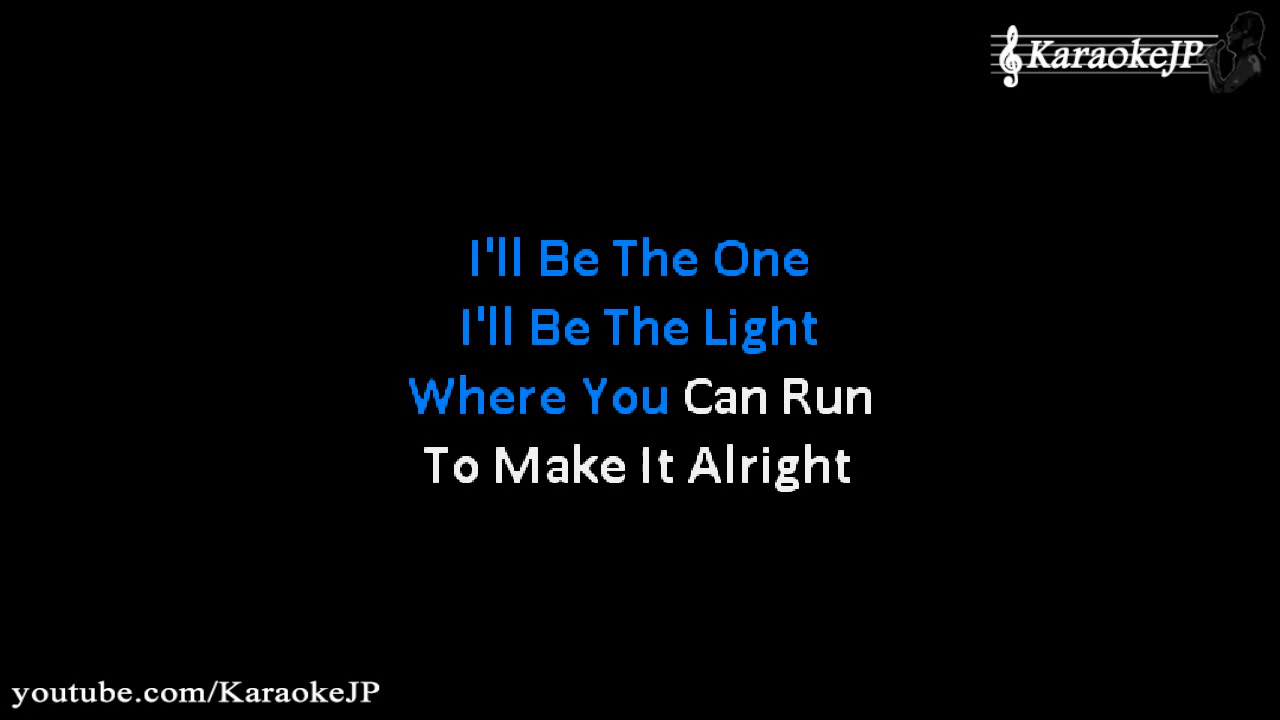 KaraokeJP
I'll Be The One
I'll Be The Light
Where You Can Run
To Make It Alright
youtube.com/KaraokeJP